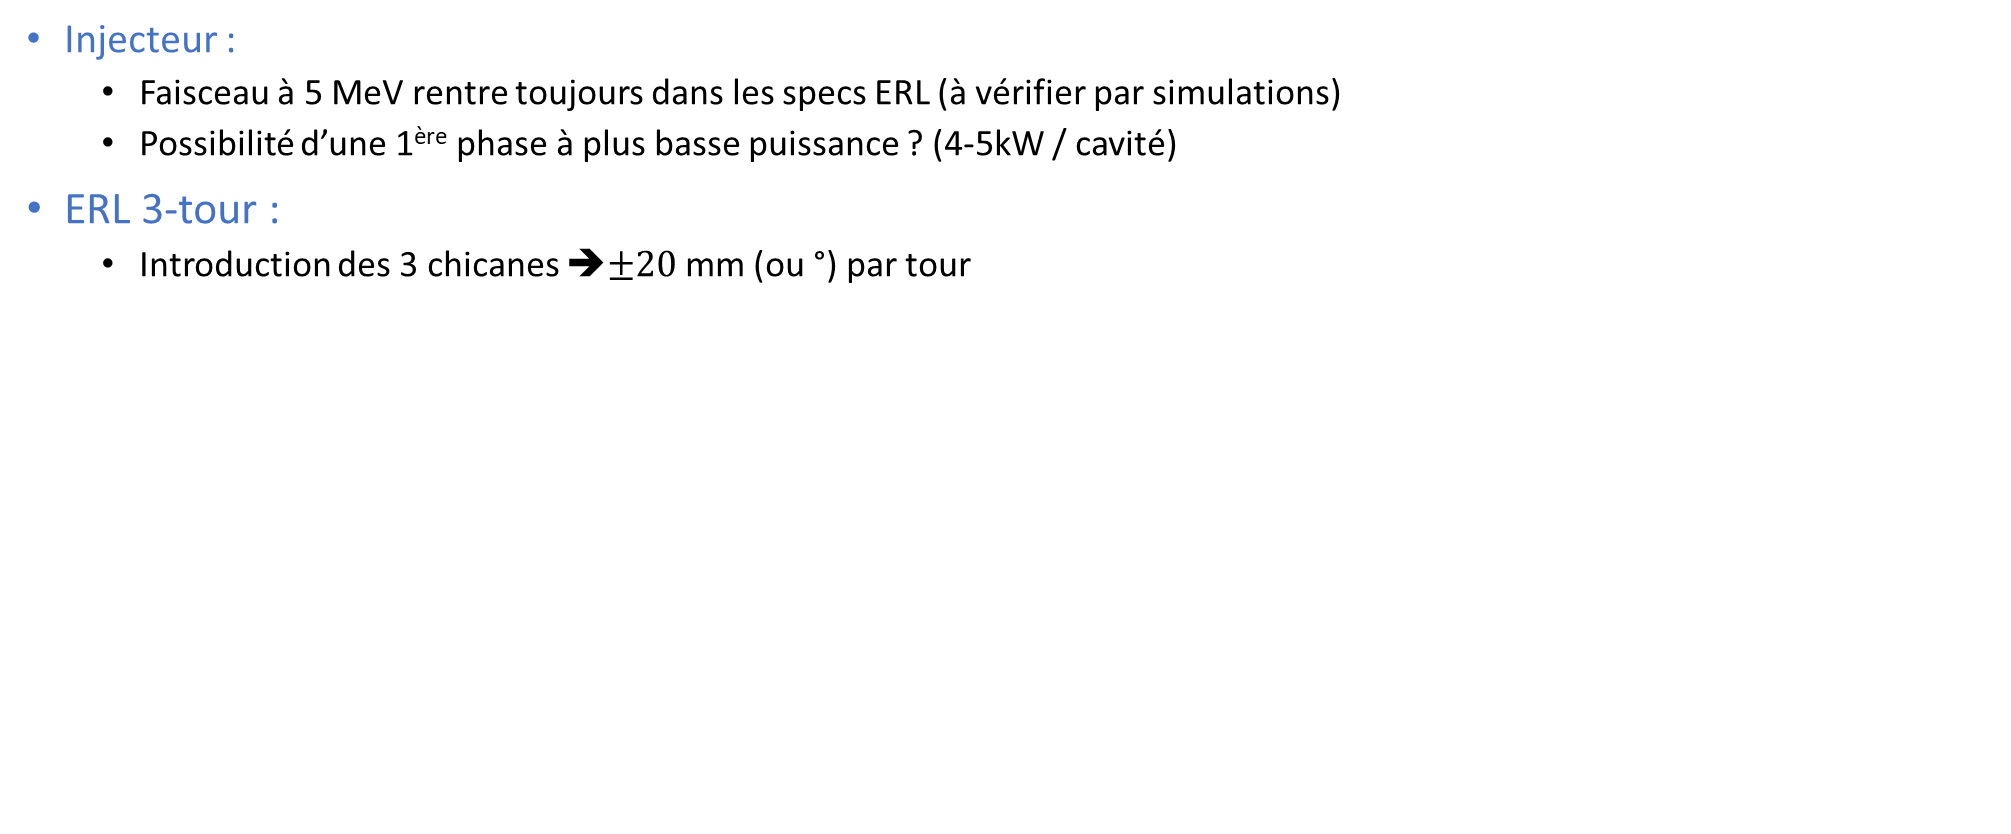 • Injecteur :
• Faisceau à 5 MeV rentre toujours dans les specs ERL (à vérifier par simulations)
• Possibilité d’une 1ère phase à plus basse puissance ? (4-5kW / cavité)
• ERL 3-tour :
• Introduction des 3 chicanes ➔ ±20 mm (ou °) par tour